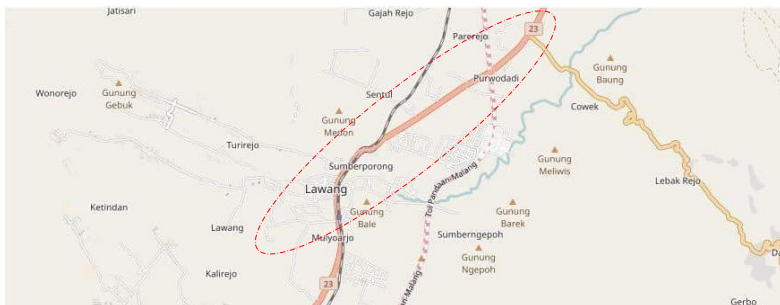 Jatisari
Gajah Rejo
23
Parerejo
Gunung
Baung
Purwodadi
Gunung
Gebuk
Wonorejo
Sentul
Cowek
Gunung
Medon
Turirejo
Sumberporong
Gunung
Meliwis
Tol Pandaan-Malang
Lebak Rejo
Lawang
Ketindan
Gunung
Bale
Gunung
Barek
Lawang
Mulyoarjo
Sumberngepoh
Gunung
Ngepoh
Kalirejo
23
Gerbo